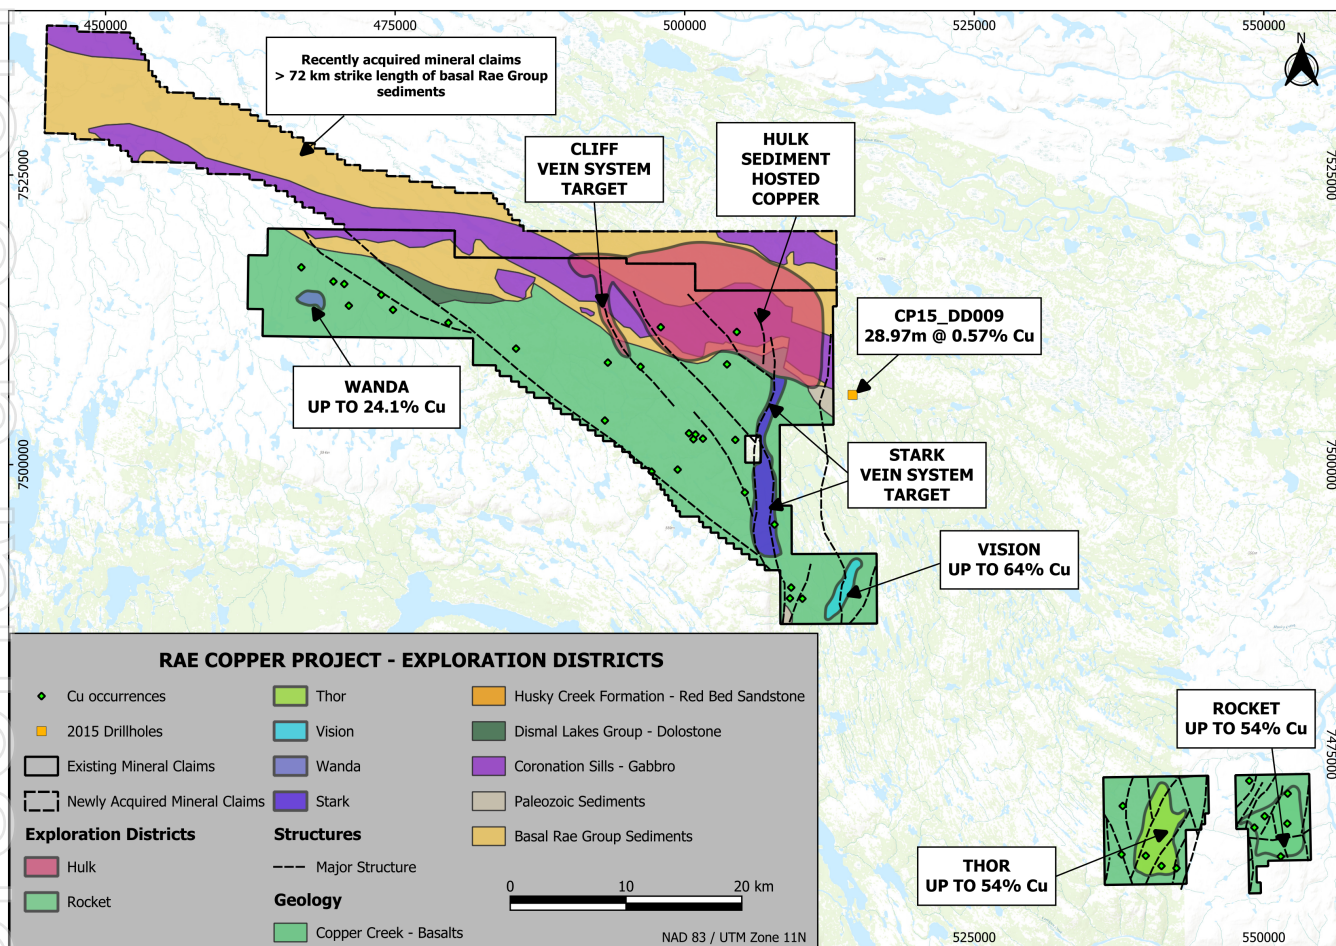 450000
475000
500000
525000
550000
N
Recently acquired mineral claims
> 72 km strike length of basal Rae Group
sediments
CLIFF
VEIN SYSTEM
TARGET
HULK
SEDIMENT
HOSTED
COPPER
7525000
7525000
CP15_DD009
28.97m @ 0.57% Cu
WANDA
UP TO 24.1% Cu
STARK
VEIN SYSTEM
TARGET
7500000
7500000
VISION
UP TO 64% Cu
ROCKET
UP TO 54% Cu
7475000
THOR
UP TO 54% Cu
RAE COPPER PROJECT - EXPLORATION DISTRICTS
Cu occurrences
2015 Drillholes
Existing Mineral Claims
Newly Acquired Mineral Claims
Exploration Districts
Hulk
Rocket
Thor
Vision
Wanda
Stark
Structures
Major Structure
Geology
Copper Creek - Basalts
Husky Creek Formation - Red Bed Sandstone
Dismal Lakes Group - Dolostone
Coronation Sills - Gabbro
Paleozoic Sediments
Basal Rae Group Sediments
0 10 20 km
NAD 83 / UTM Zone 11N
525000
550000